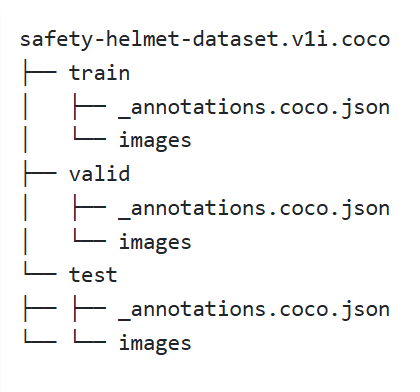 safety-helmet-dataset.v1i.coco
├── train
│   ├── _annotations.coco.json
│   └── images
├── valid
│   ├── _annotations.coco.json
│   └── images
└── test
├── ├── _annotations.coco.json
└── └── images